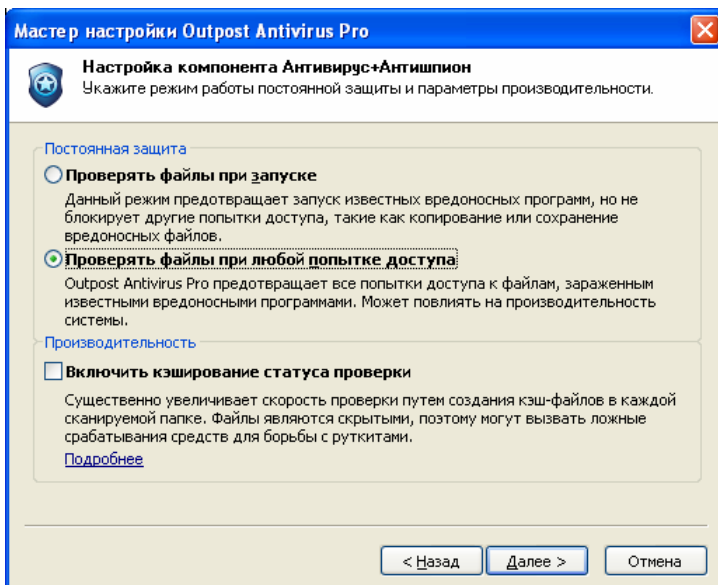 Мастер настройки Outpost Antivirus Pro
Настройка компонента Антивирус+Антишпион
Укажите режим работы постоянной защиты и параметры производительности.
Постоянная защита
Проверять файлы при запуске
Данный режим предотвращает запуск известных вредоносных программ, но не
блокирует другие попытки доступа, такие как копирование или сохранение
вредоносных файлов.
Проверять файлы при любой попытке доступа
Outpost Antivirus Pro предотвращает все попытки доступа к файлам, зараженным
известными вредоносными программами. Может повлиять на производительность
системы.
Производительность
Включить кэширование статуса проверки
Существенно увеличивает скорость проверки путем создания кэш-файлов в каждой
сканируемой папке. Файлы являются скрытыми, поэтому могут вызвать ложные
срабатывания средств для борьбы с руткитами.
Подробнее
< Назад Далее > Отмена